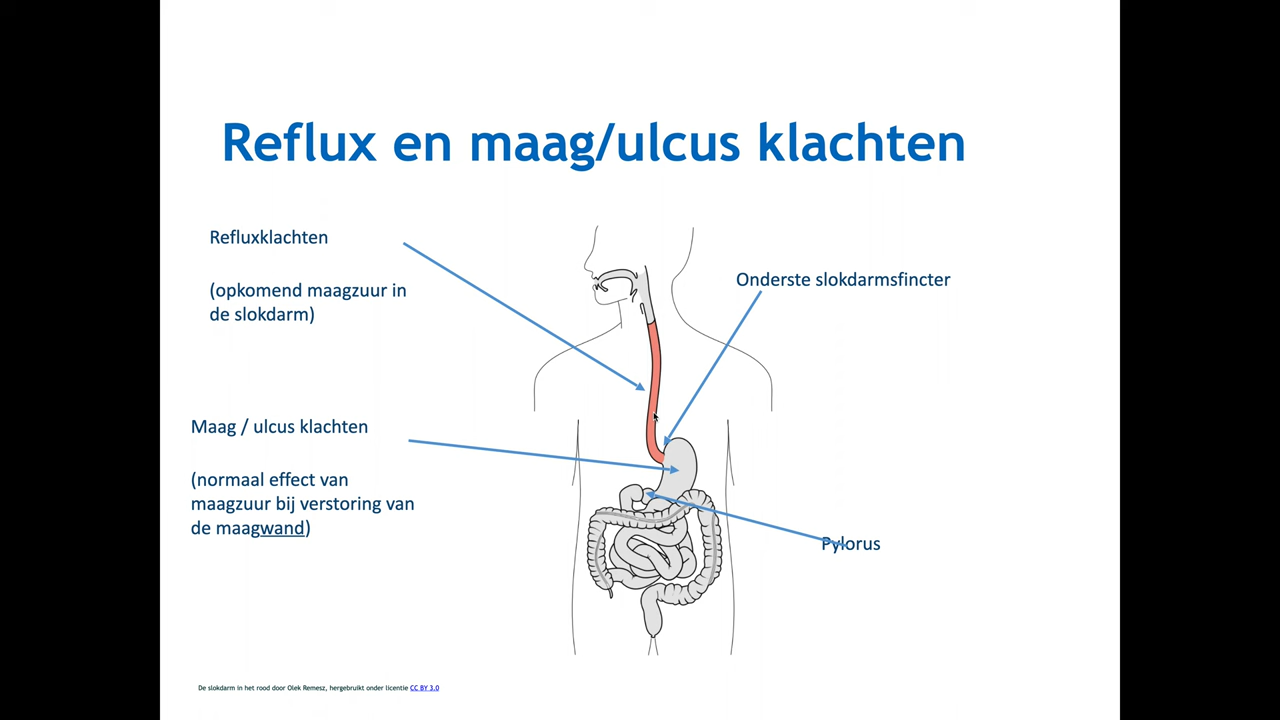 Reflux en maag/ulcus klachten
Refluxklachten
(opkomend maagzuur in
de slokdarm)
Onderste slokdarmsfincter
Maag / ulcus klachten
(normaal effect van
maagzuur bij verstoring van
de maagwand)
Pylorus
De slokdarm in het rood door Olek Remesz, hergebruikt onder licentie CC BY 3.0